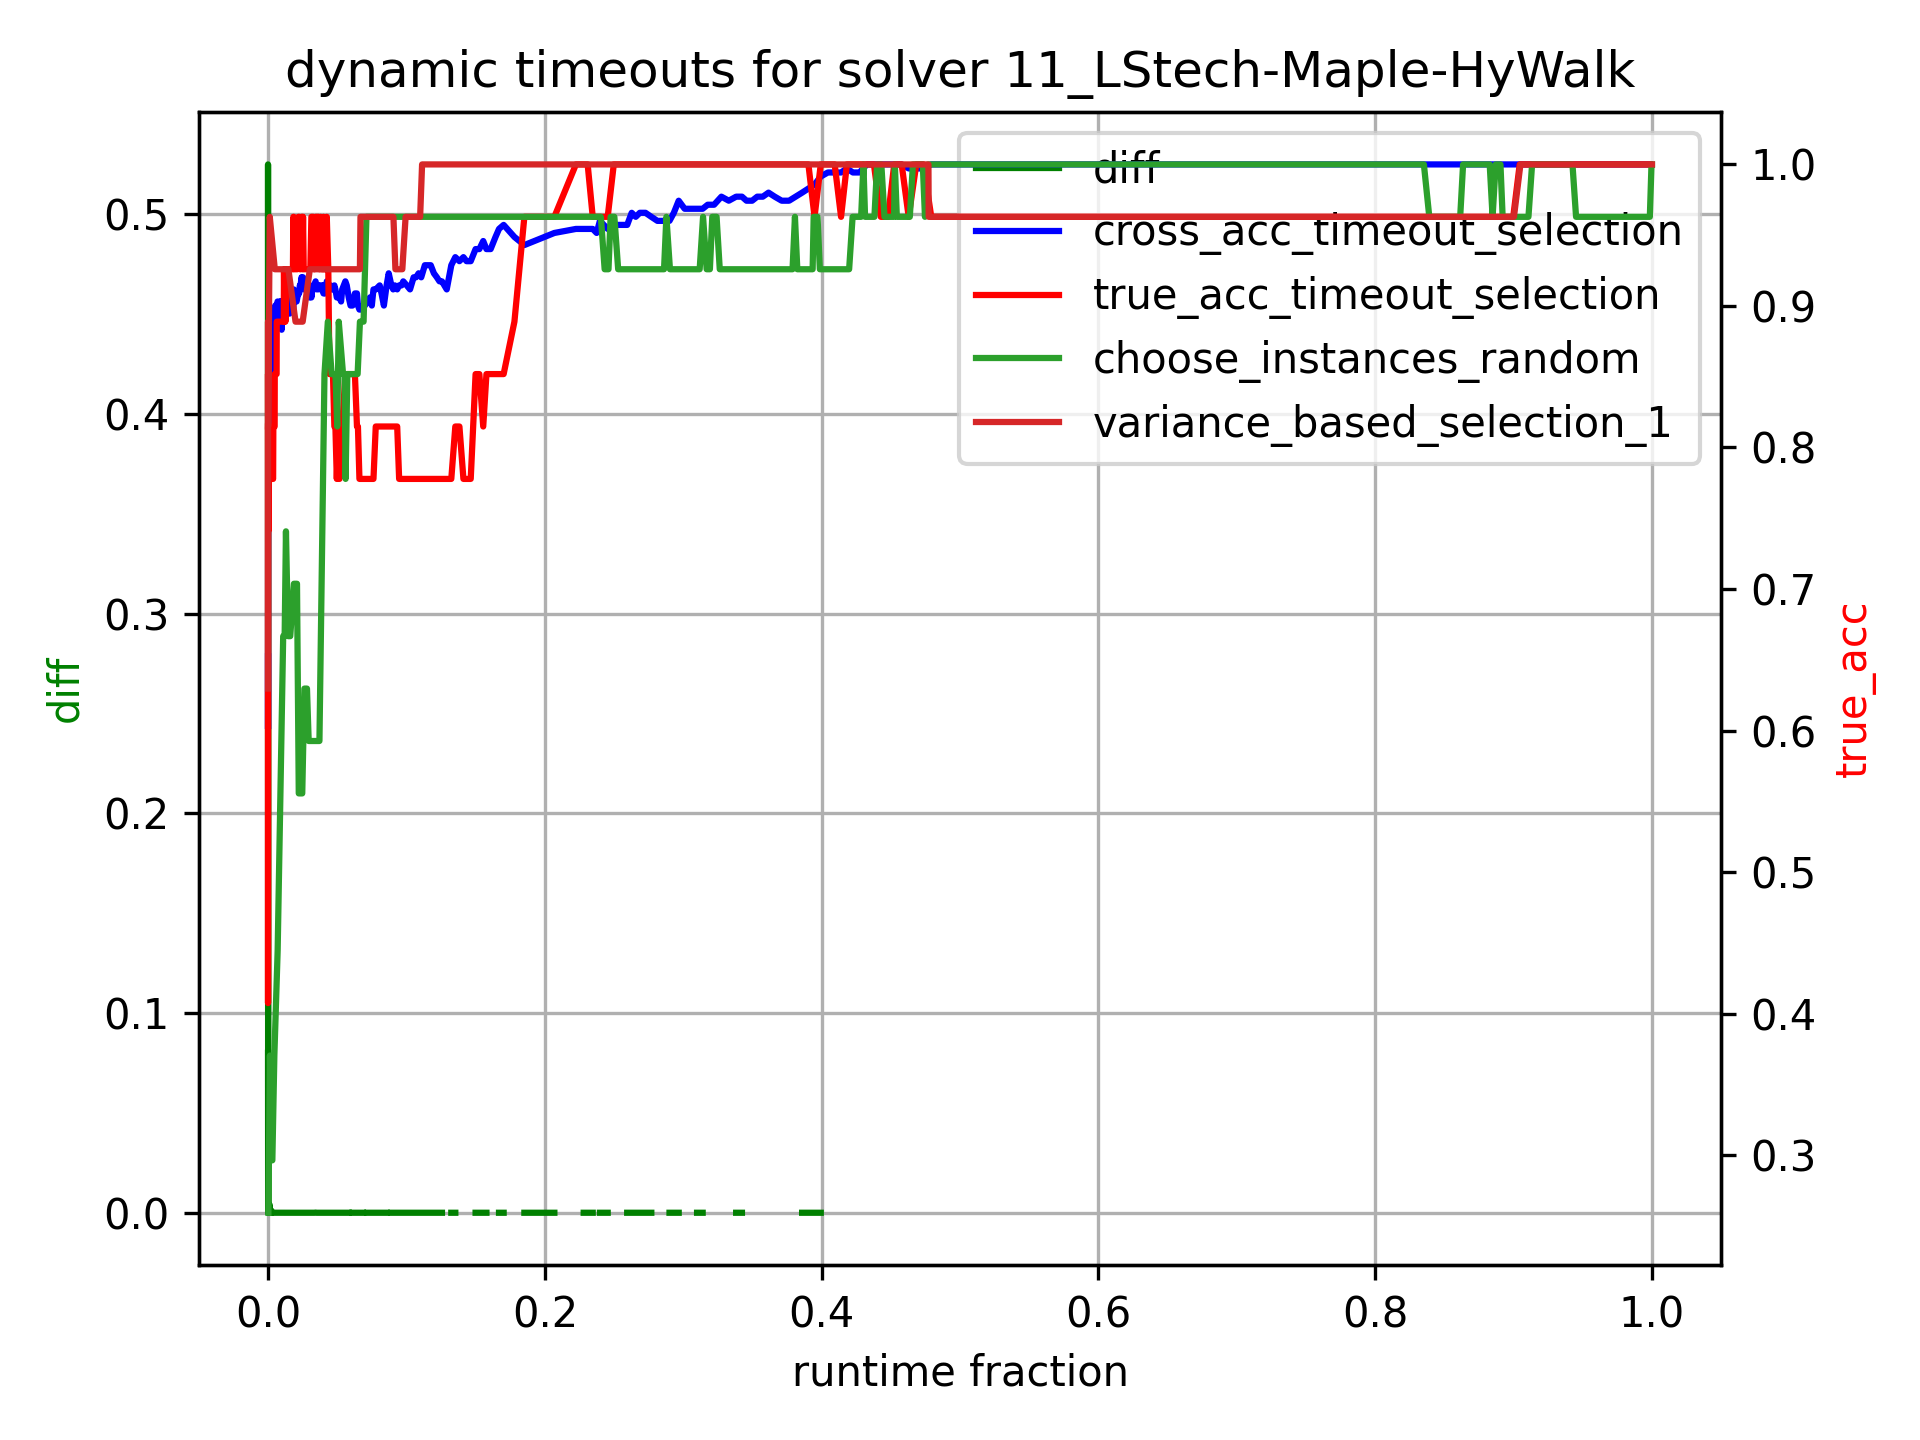 dynamic timeouts for solver 11_LStech-Maple-HyWalk
diff
cross_acc_timeout_selection
true_acc_timeout_selection
choose_instances_random
variance_based_selection_1
0.5
0.4
0.3
0.2
0.1
0.0
diff
1.0
0.9
0.8
0.7
0.6
0.5
0.4
0.3
true_acc
0.0
0.2
0.4
0.6
0.8
1.0
runtime fraction